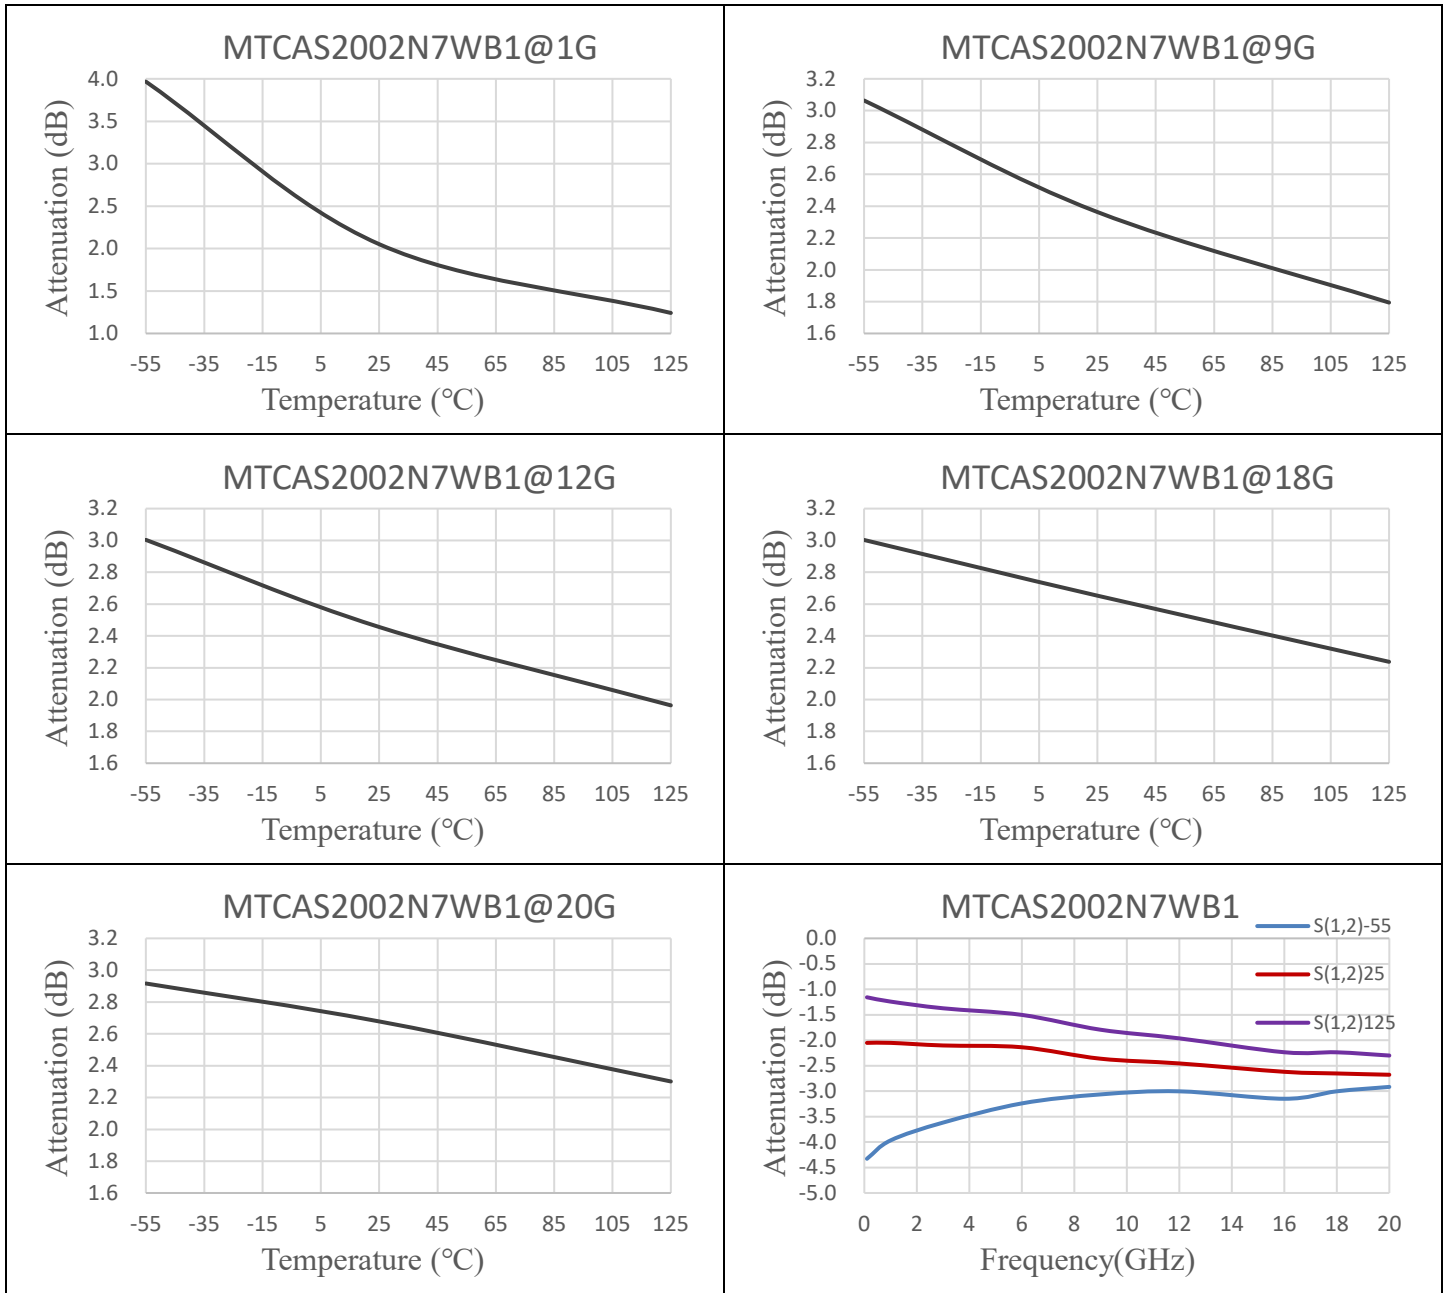 MTCAS2002N7WB1@1G
Attenuation (dB)
4.0
3.5
3.0
2.5
2.0
1.5
1.0
-55 -35 -15 5 25 45 65 85 105 125
Temperature (℃)
MTCAS2002N7WB1@9G
Attenuation (dB)
3.2
3.0
2.8
2.6
2.4
2.2
2.0
1.8
1.6
-55 -35 -15 5 25 45 65 85 105 125
Temperature (℃)
MTCAS2002N7WB1@12G
Attenuation (dB)
3.2
3.0
2.8
2.6
2.4
2.2
2.0
1.8
1.6
-55 -35 -15 5 25 45 65 85 105 125
Temperature (℃)
MTCAS2002N7WB1@18G
Attenuation (dB)
3.2
3.0
2.8
2.6
2.4
2.2
2.0
1.8
1.6
-55 -35 -15 5 25 45 65 85 105 125
Temperature (℃)
MTCAS2002N7WB1@20G
Attenuation (dB)
3.2
3.0
2.8
2.6
2.4
2.2
2.0
1.8
1.6
-55 -35 -15 5 25 45 65 85 105 125
Temperature (℃)
MTCAS2002N7WB1
S(1,2)-55
S(1,2)25
S(1,2)125
Attenuation (dB)
0.0
-0.5
-1.0
-1.5
-2.0
-2.5
-3.0
-3.5
-4.0
-4.5
-5.0
0 2 4 6 8 10 12 14 16 18 20
Frequency(GHz)